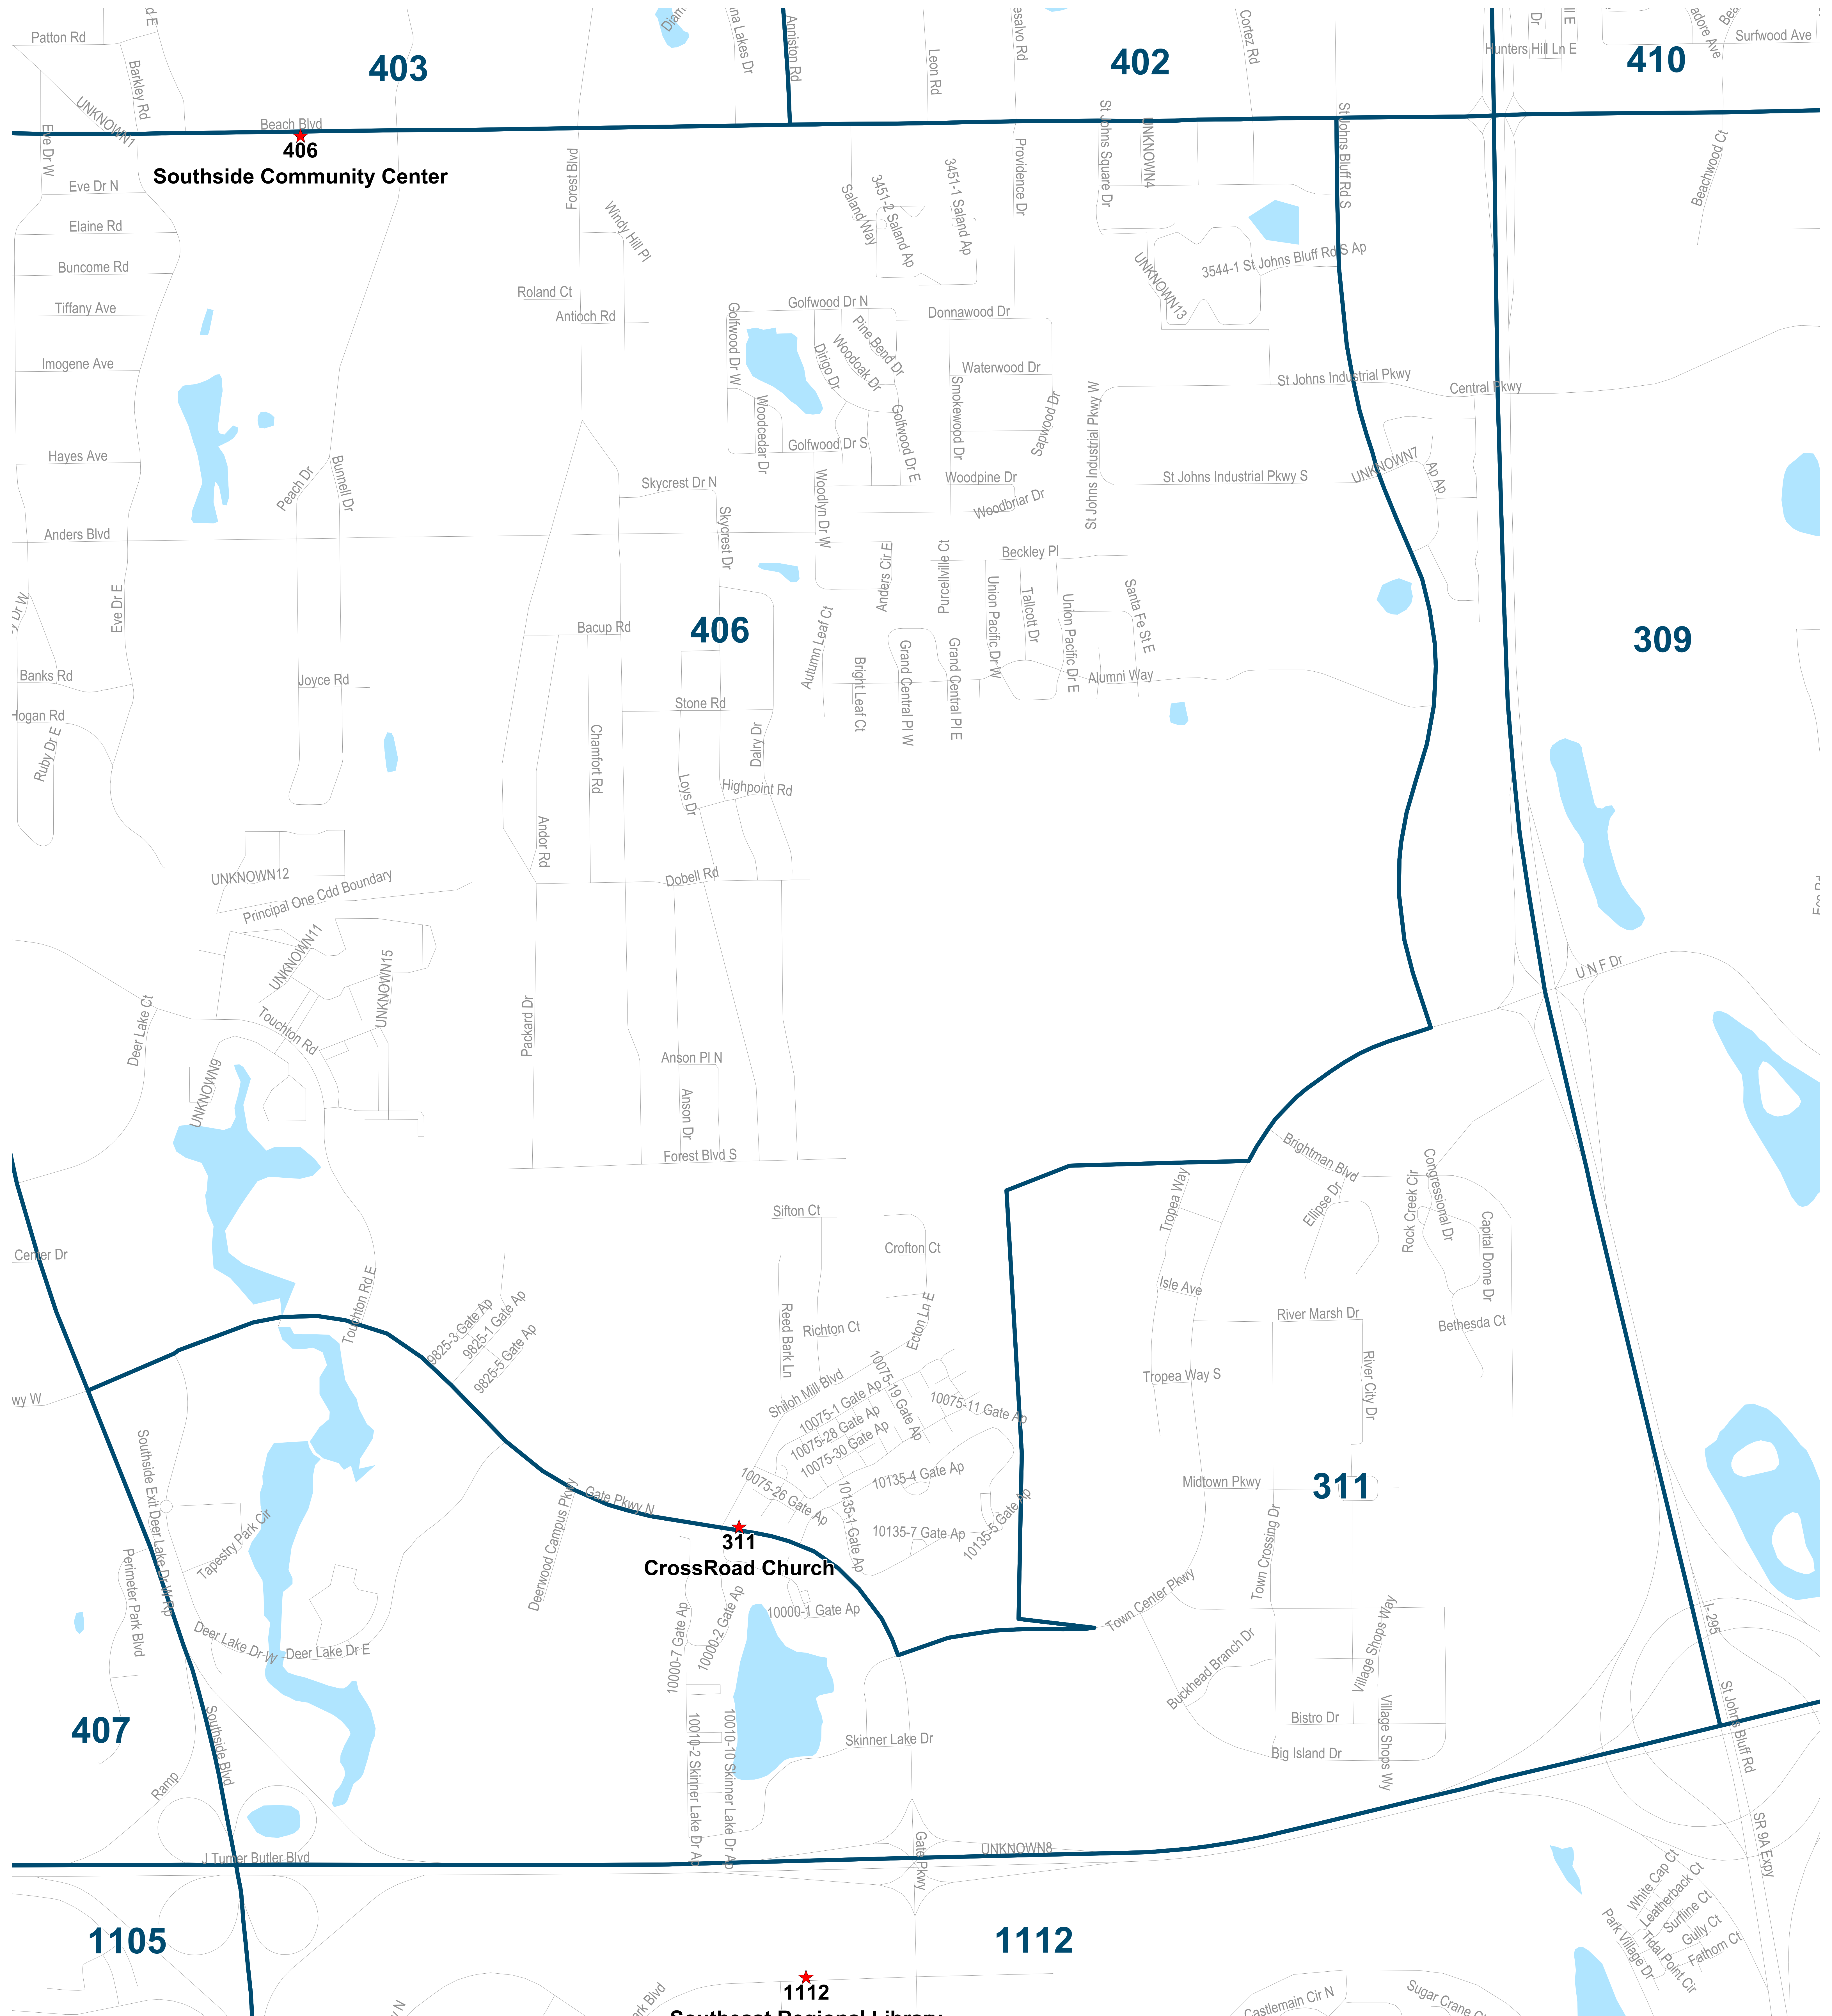 Patton Rd
Barkley Rd
UNKNOWN1
403
Beach Blvd
406
Southside Community Center
Anniston Rd
Leon Rd
402
Cortez Rd
Hunters Hill Ln E
410
Surfwood Ave
Eve Dr W
Eve Dr N
Elaine Rd
Buncome Rd
Tiffany Ave
Imogene Ave
Hayes Ave
Anders Blvd
Forest Blvd
Windy Hill Pl
Roland Ct
Antioch Rd
Saland Way
3451-2 Saland Ap
3451-1 Saland Ap
Providence Dr
St Johns Square Dr
UNKNOWN4
St Johns Bluff Rd S
3544-1 St Johns Bluff Rd S Ap
UNKNOWN13
Beachwood Ct
Golfwood Dr N
Golfwood Dr W
Pine Bend Dr
Woodoak Dr
Dirigo Dr
Donnawood Dr
Waterwood Dr
Smokewood Dr
Sapwood Dr
Woodcedar Dr
Golfwood Dr S
Golfwood Dr E
St Johns Industrial Pkwy W
St Johns Industrial Pkwy
Central Pkwy
St Johns Industrial Pkwy S
UNKNOWN7
Ap Ap
Peach Dr
Bunnell Dr
Skycrest Dr N
Skycrest Dr
Woodlyn Dr W
Woodpine Dr
Woodbriar Dr
Anders Cir E
Purcellville Ct
Beckley Pl
Union Pacific Dr W
Tallcott Dr
Union Pacific Dr E
Santa Fe St E
Alumni Way
Eve Dr E
Banks Rd
Hogan Rd
Ruby Dr E
Joyce Rd
Bacup Rd
406
Autumn Leaf Ct
Bright Leaf Ct
Grand Central Pl W
Grand Central Pl E
309
Stone Rd
Chamfort Rd
Dairy Dr
Loys Dr
Highpoint Rd
Andor Rd
Dobell Rd
UNKNOWN12
Principal One Cdd Boundary
UNKNOWN11
UNKNOWN15
Touchton Rd
Deer Lake Ct
UNKNOWN9
Packard Dr
Anson Pl N
Anson Dr
Forest Blvd S
U N F Dr
Brightman Blvd
Tropea Way
Ellipse Dr
Rock Creek Cir
Congressional Dr
Capital Dome Dr
Sifton Ct
Crofton Ct
Center Dr
Touchton Rd E
9825-3 Gate Ap
9825-1 Gate Ap
9825-5 Gate Ap
Reed Bark Ln
Richton Ct
Ecton Ln E
Isle Ave
River Marsh Dr
Bethesda Ct
Tropea Way S
River City Dr
Shiloh Mill Blvd
10075-1 Gate Ap
10075-19 Gate Ap
10075-28 Gate Ap
10075-30 Gate Ap
10075-11 Gate Ap
10075-26 Gate Ap
10135-4 Gate Ap
10135-1 Gate Ap
10135-7 Gate Ap
10135-5 Gate Ap
wy W
Southside Exit Deer Lake Dr W Rp
Tapestry Park Cir
Perimeter Park Blvd
Deer Lake Dr W
Deer Lake Dr E
Deerwood Campus Pkwy
Gate Pkwy N
311
CrossRoad Church
10000-1 Gate Ap
10000-2 Gate Ap
10000-7 Gate Ap
Midtown Pkwy
311
Town Crossing Dr
Town Center Pkwy
Buckhead Branch Dr
Village Shops Way
Village Shops Wy
Bistro Dr
Big Island Dr
I-295
St Johns Bluff Rd
407
Ramp
Southside Blvd
J Turner Butler Blvd
10010-2 Skinner Lake Dr Ap
10010-10 Skinner Lake Dr Ap
Skinner Lake Dr
Gate Pkwy
UNKNOWN8
SR 9A Expy
1105
1112
1112
Southeast Regional Library
White Cap Ct
Leatherback Ct
Surfline Ct
Gully Ct
Fathom Ct
Tidal Point Cir
Park Village Dr
Castlemain Cir N
Sugar Crane